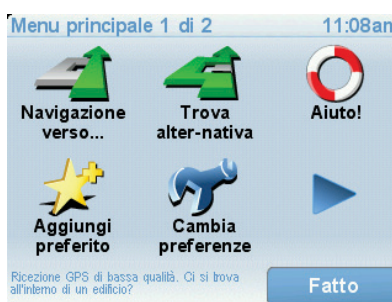 Menu principale 1 di 2 11:08am
Navigazione verso...
Trova alter-nativa
Aiuto!
Aggiungi preferito
Cambia preferenze
Ricezione GPS di bassa qualità. Ci si trova
all'interno di un edificio?
Fatto